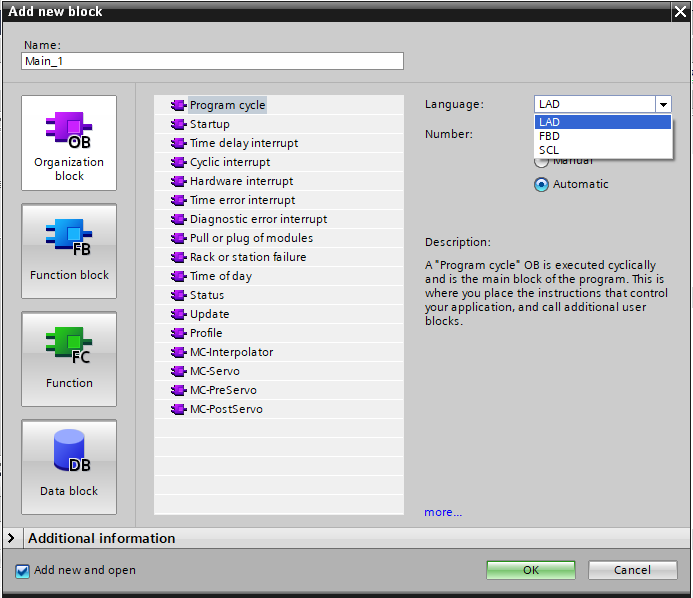 Add new block
Name:
Main_1
OB
Organization
block
FB
Function block
FC
Function
DB
Data block
Program cycle
Startup
Time delay interrupt
Cyclic interrupt
Hardware interrupt
Time error interrupt
Diagnostic error interrupt
Pull or plug of modules
Rack or station failure
Time of day
Status
Update
Profile
MC-Interpolator
MC-Servo
MC-PreServo
MC-PostServo
Language:
LAD
LAD
FBD
SCL
Number:
Manual
Automatic
Description:
A "Program cycle" OB is executed cyclically
and is the main block of the program. This is
where you place the instructions that control
your application, and call additional user
blocks.
more...
Additional information
Add new and open
OK
Cancel